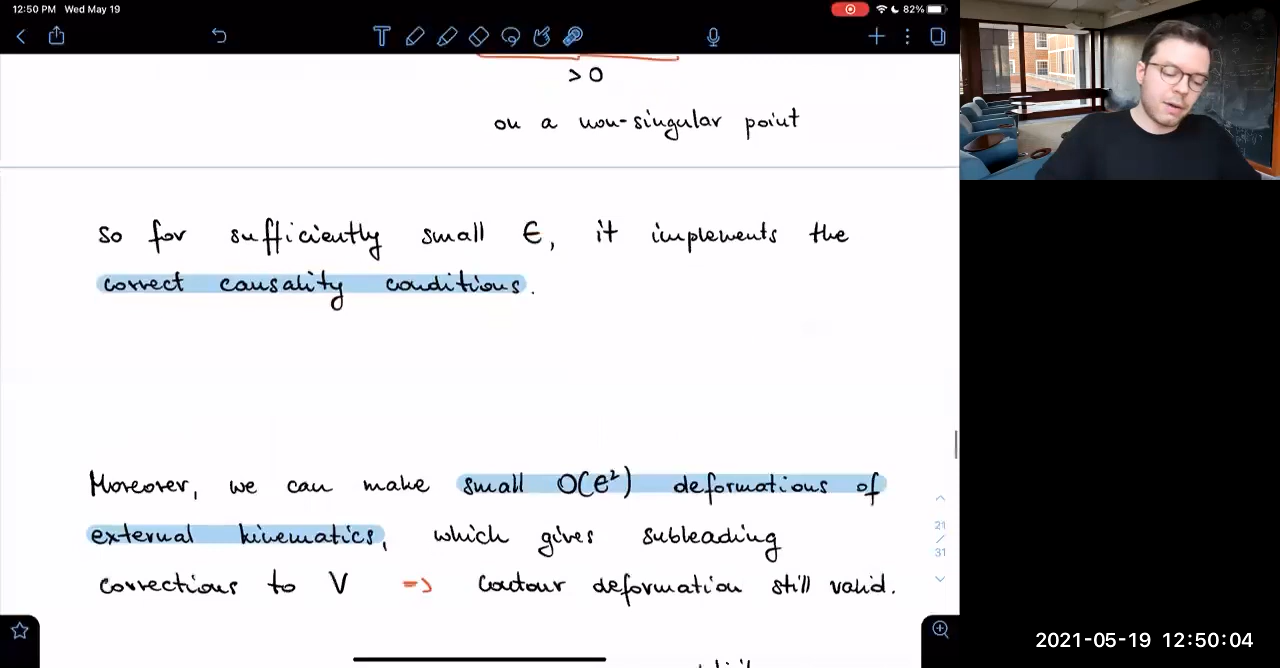 12:50 PM Wed May 19
82%
> 0
on a non-singular point
so for sufficiently small ϵ, it implements the
correct causality conditions.
Moreover, we can make small O(ϵ²) deformations of
external kinematics, which gives subleading
corrections to V => contour deformation still valid.
21
/
31
2021-05-19 12:50:04